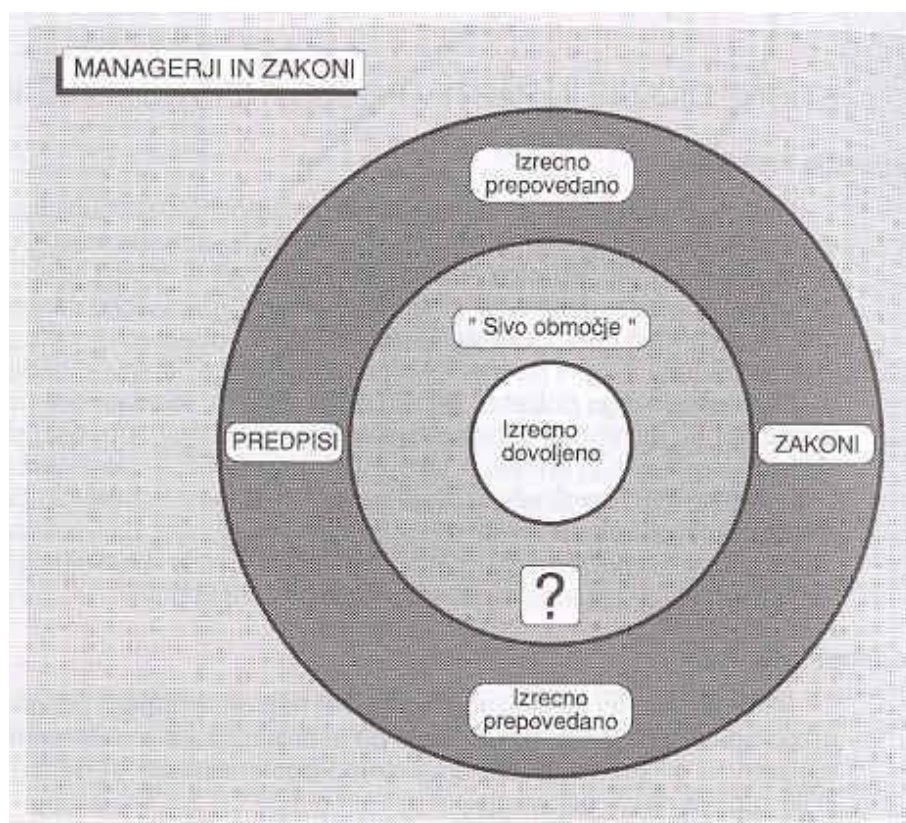 MANAGERJI IN ZAKONI
Izrecno
prepovedano
" Sivo območje "
Izrecno
dovoljeno
PREDPISI
ZAKONI
?
Izrecno
prepovedano